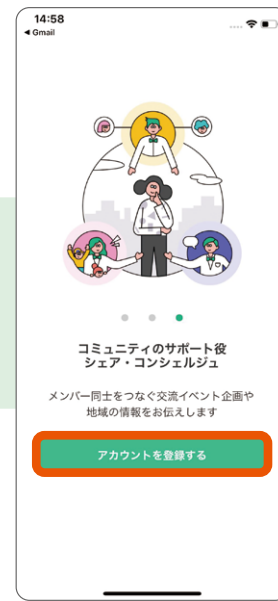 14:58
◀ Gmail
コミュニティのサポート役
シェア・コンシェルジュ
メンバー同士をつなぐ交流イベント企画や
地域の情報をお伝えします
アカウントを登録する